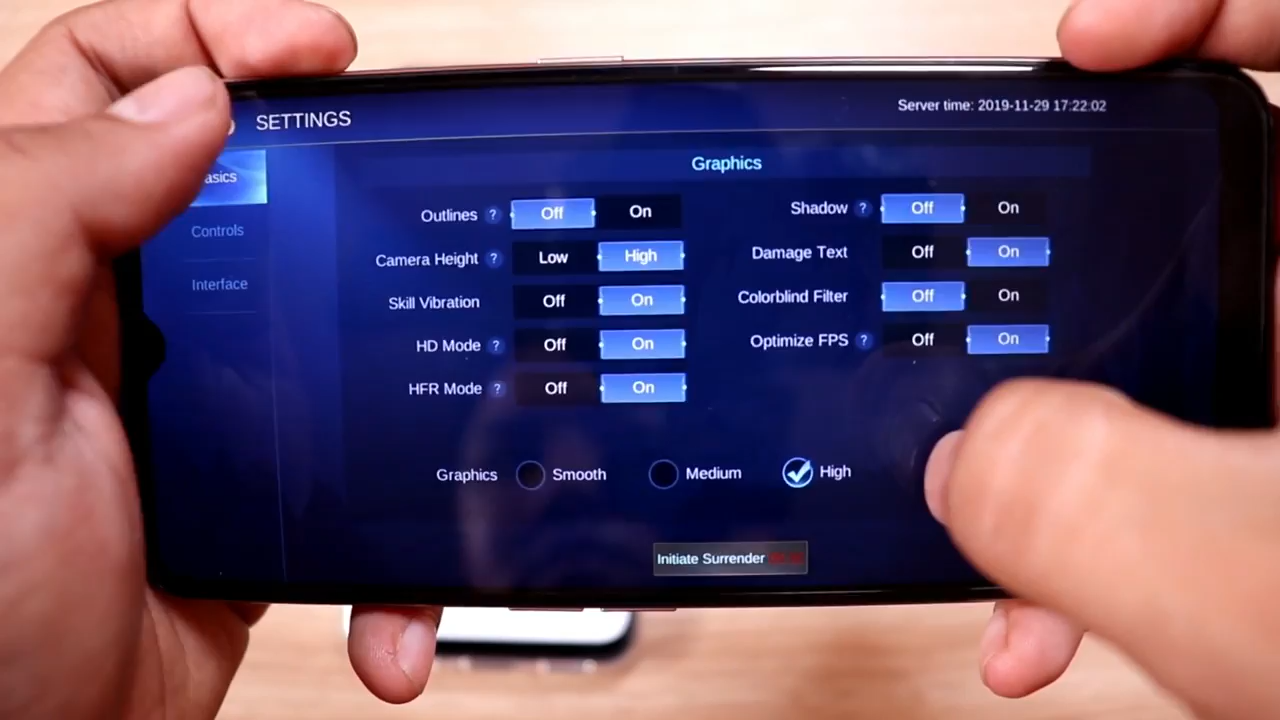 SETTINGS
Server time: 2019-11-29 17:22:02
asics
Controls
Interface
Graphics
Outlines ? Off On
Shadow ? Off On
Camera Height ? Low High
Damage Text Off On
Skill Vibration Off On
Colorblind Filter Off On
HD Mode ? Off On
Optimize FPS ? Off On
HFR Mode ? Off On
Graphics Smooth Medium High
Initiate Surrender